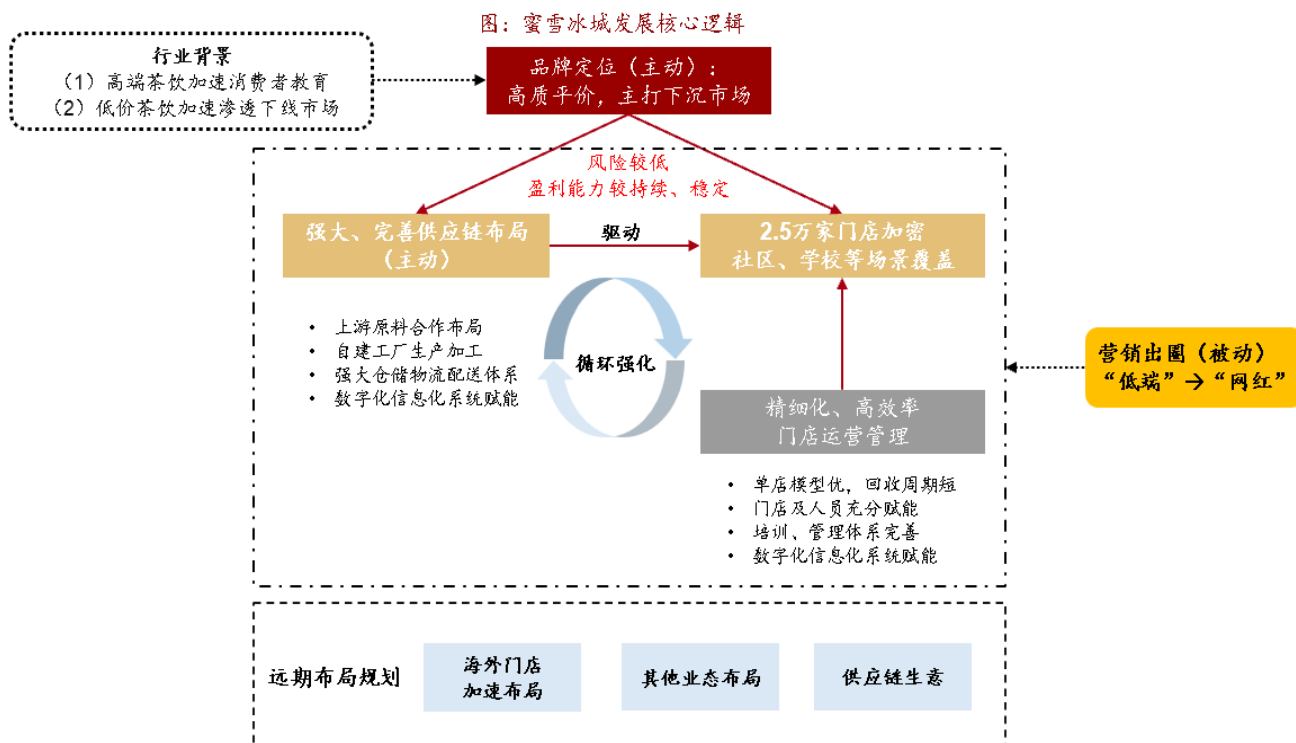 图：蜜雪冰城发展核心逻辑
行业背景
（1）高端茶饮加速消费者教育
（2）低价茶饮加速渗透下线市场
品牌定位（主动）：
高质平价，主打下沉市场
风险较低
盈利能力较持续、稳定
强大、完善供应链布局
（主动）
驱动
2.5万家门店加密
社区、学校等场景覆盖
• 上游原料合作布局
• 自建工厂生产加工
• 强大仓储物流配送体系
• 数字化信息化系统赋能
循环强化
营销出圈（被动）
“低端”→“网红”
精细化、高效率
门店运营管理
• 单店模型优，回收周期短
• 门店及人员充分赋能
• 培训、管理体系完善
• 数字化信息化系统赋能
远期布局规划
海外门店
加速布局
其他业态布局
供应链生意